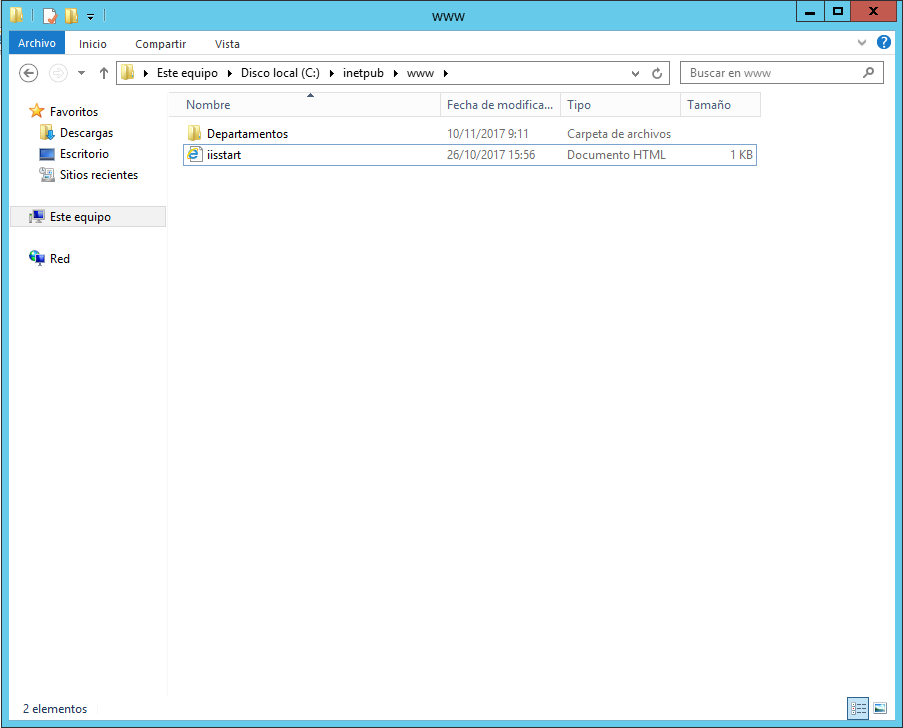 www
Archivo Inicio Compartir Vista
Este equipo Disco local (C:) inetpub www Buscar en www
Nombre Fecha de modifica... Tipo Tamaño
Favoritos
Descargas
Escritorio
Sitios recientes
Este equipo
Red
Departamentos 10/11/2017 9:11 Carpeta de archivos
iisstart 26/10/2017 15:56 Documento HTML 1 KB
2 elementos